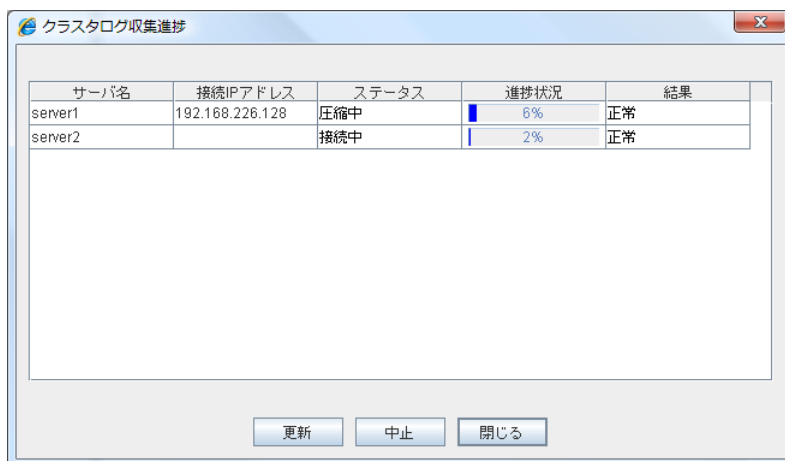 クラスタログ収集進捗
サーバ名 接続IPアドレス ステータス 進捗状況 結果
server1 192.168.226.128 圧縮中 6% 正常
server2 接続中 2% 正常
更新 中止 閉じる